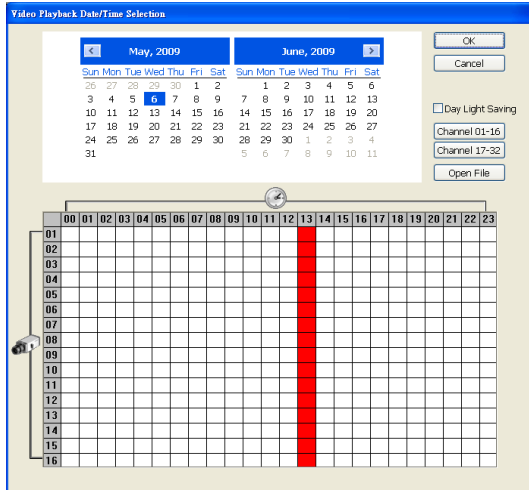 Video Playback Date/Time Selection
May, 2009 June, 2009
Sun Mon Tue Wed Thu Fri Sat Sun Mon Tue Wed Thu Fri Sat
26 27 28 29 30 1 2 1 2 3 4 5 6
3 4 5 6 7 8 9 7 8 9 10 11 12 13
10 11 12 13 14 15 16 14 15 16 17 18 19 20
17 18 19 20 21 22 23 21 22 23 24 25 26 27
24 25 26 27 28 29 30 28 29 30 1 2 3 4
31 5 6 7 8 9 10 11
OK
Cancel
Day Light Saving
Channel 01-16
Channel 17-32
Open File
00 01 02 03 04 05 06 07 08 09 10 11 12 13 14 15 16 17 18 19 20 21 22 23
01
02
03
04
05
06
07
08
09
10
11
12
13
14
15
16